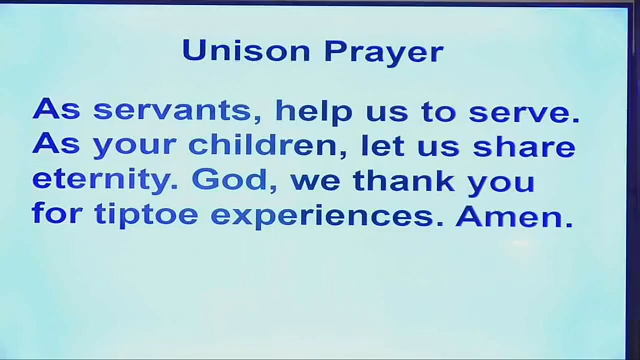 Unison Prayer
As servants, help us to serve.
As your children, let us share
eternity. God, we thank you
for tiptoe experiences. Amen.